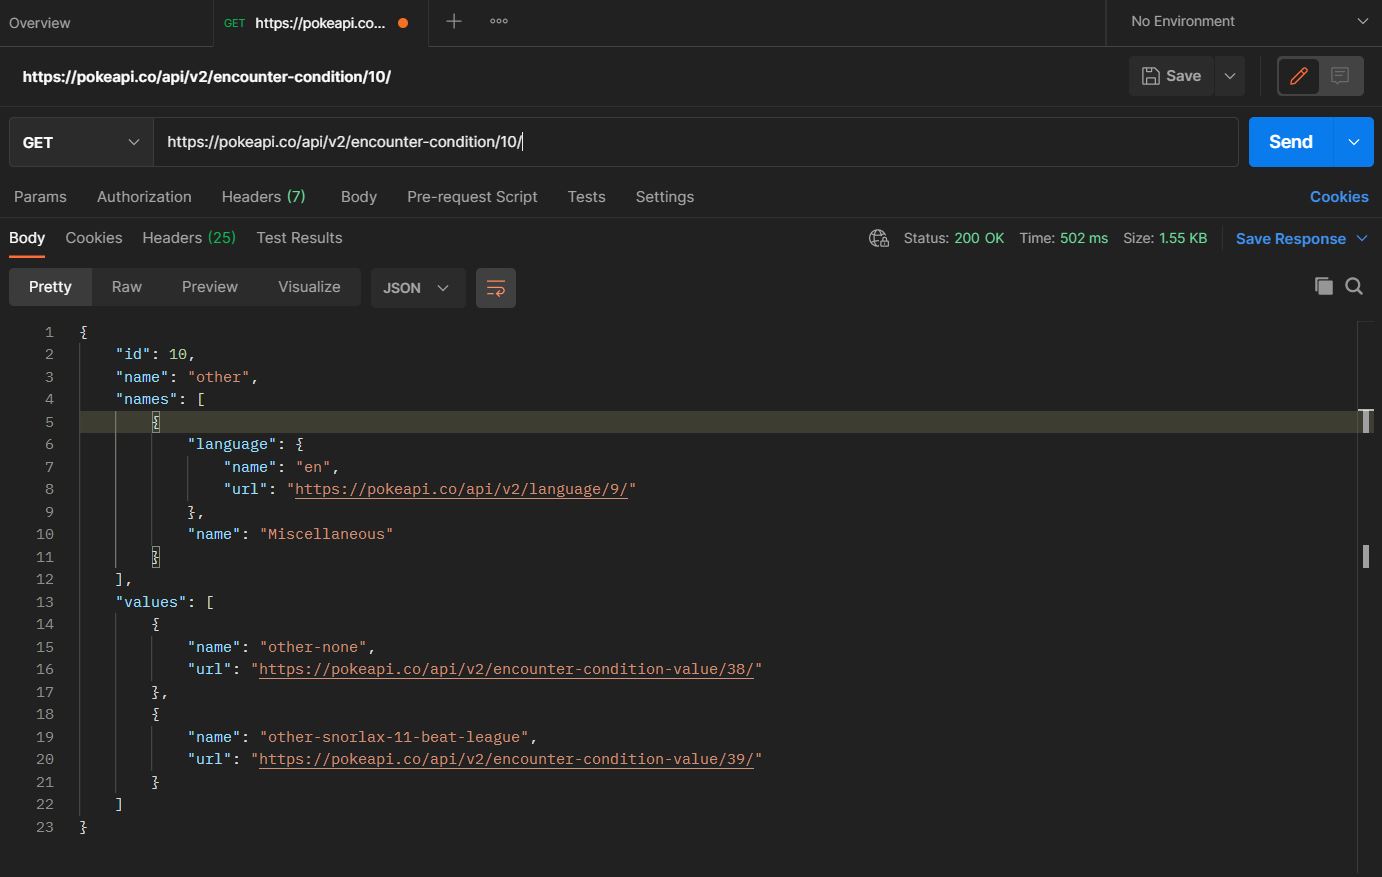 Overview GET https://pokeapi.co... No Environment
https://pokeapi.co/api/v2/encounter-condition/10/ Save
GET https://pokeapi.co/api/v2/encounter-condition/10/ Send
Params Authorization Headers (7) Body Pre-request Script Tests Settings Cookies
Body Cookies Headers (25) Test Results Status: 200 OK Time: 502 ms Size: 1.55 KB Save Response
Pretty Raw Preview Visualize JSON
1 {
2 "id": 10,
3 "name": "other",
4 "names": [
5 {
6 "language": {
7 "name": "en",
8 "url": "https://pokeapi.co/api/v2/language/9/"
9 },
10 "name": "Miscellaneous"
11 }
12 ],
13 "values": [
14 {
15 "name": "other-none",
16 "url": "https://pokeapi.co/api/v2/encounter-condition-value/38/"
17 },
18 {
19 "name": "other-snorlax-11-beat-league",
20 "url": "https://pokeapi.co/api/v2/encounter-condition-value/39/"
21 }
22 ]
23 }